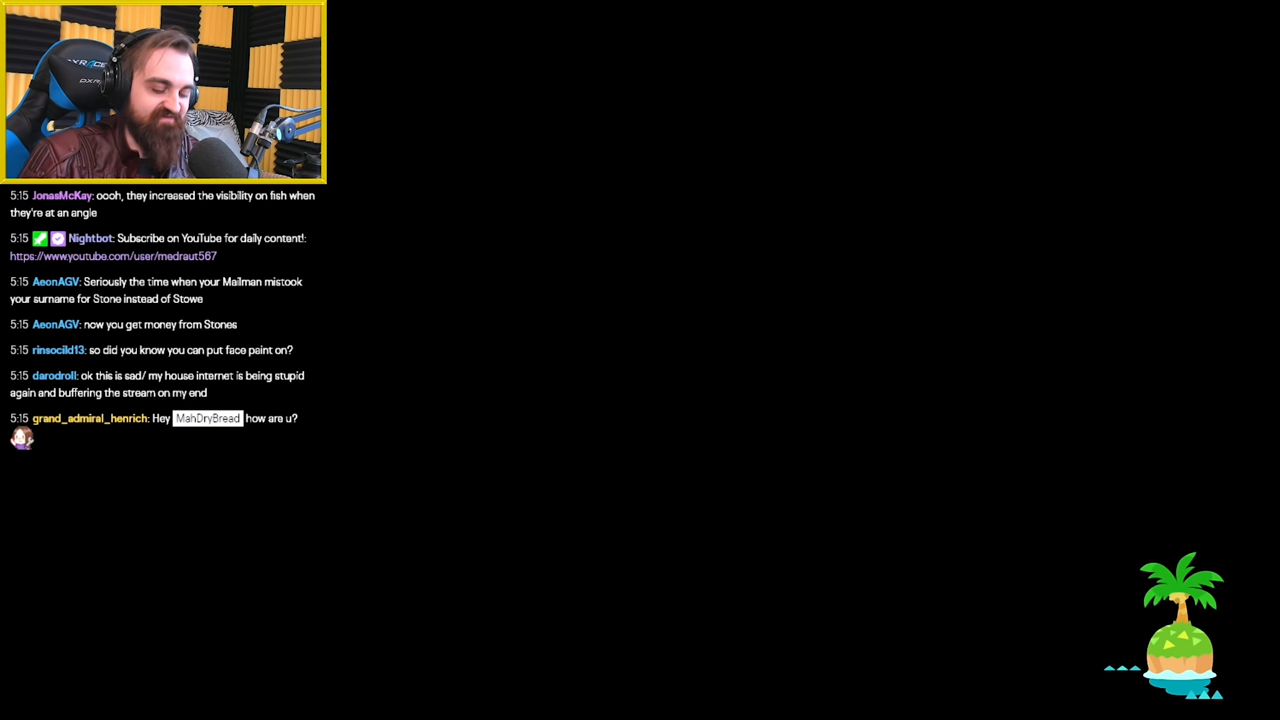 DXRACER
DXR
5:15 JonasMcKay: oooh, they increased the visibility on fish when
they're at an angle
5:15 Nightbot: Subscribe on YouTube for daily content!:
https://www.youtube.com/user/medraut567
5:15 AeonAGV: Seriously the time when your Mailman mistook
your surname for Stone instead of Stowe
5:15 AeonAGV: now you get money from Stones
5:15 rinsocild13: so did you know you can put face paint on?
5:15 darodroll: ok this is sad/ my house internet is being stupid
again and buffering the stream on my end
5:15 grand_admiral_henrich: Hey MahDryBread how are u?